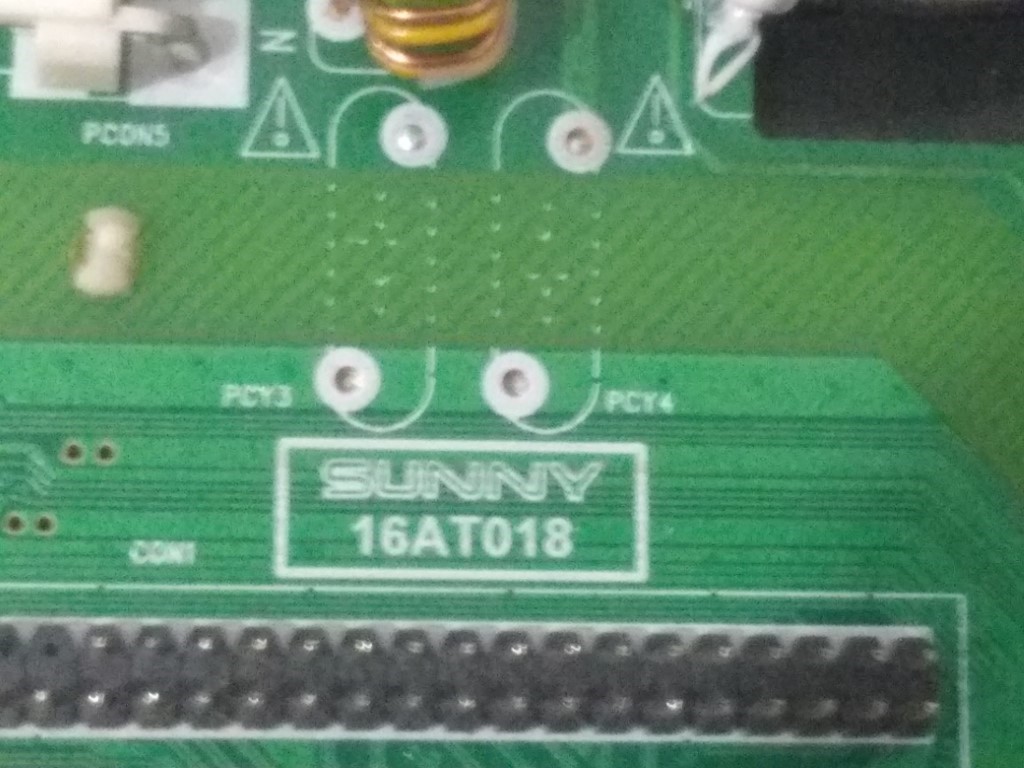 N
PCON5
PCY3
PCY4
SUNNY
16AT018
CON1